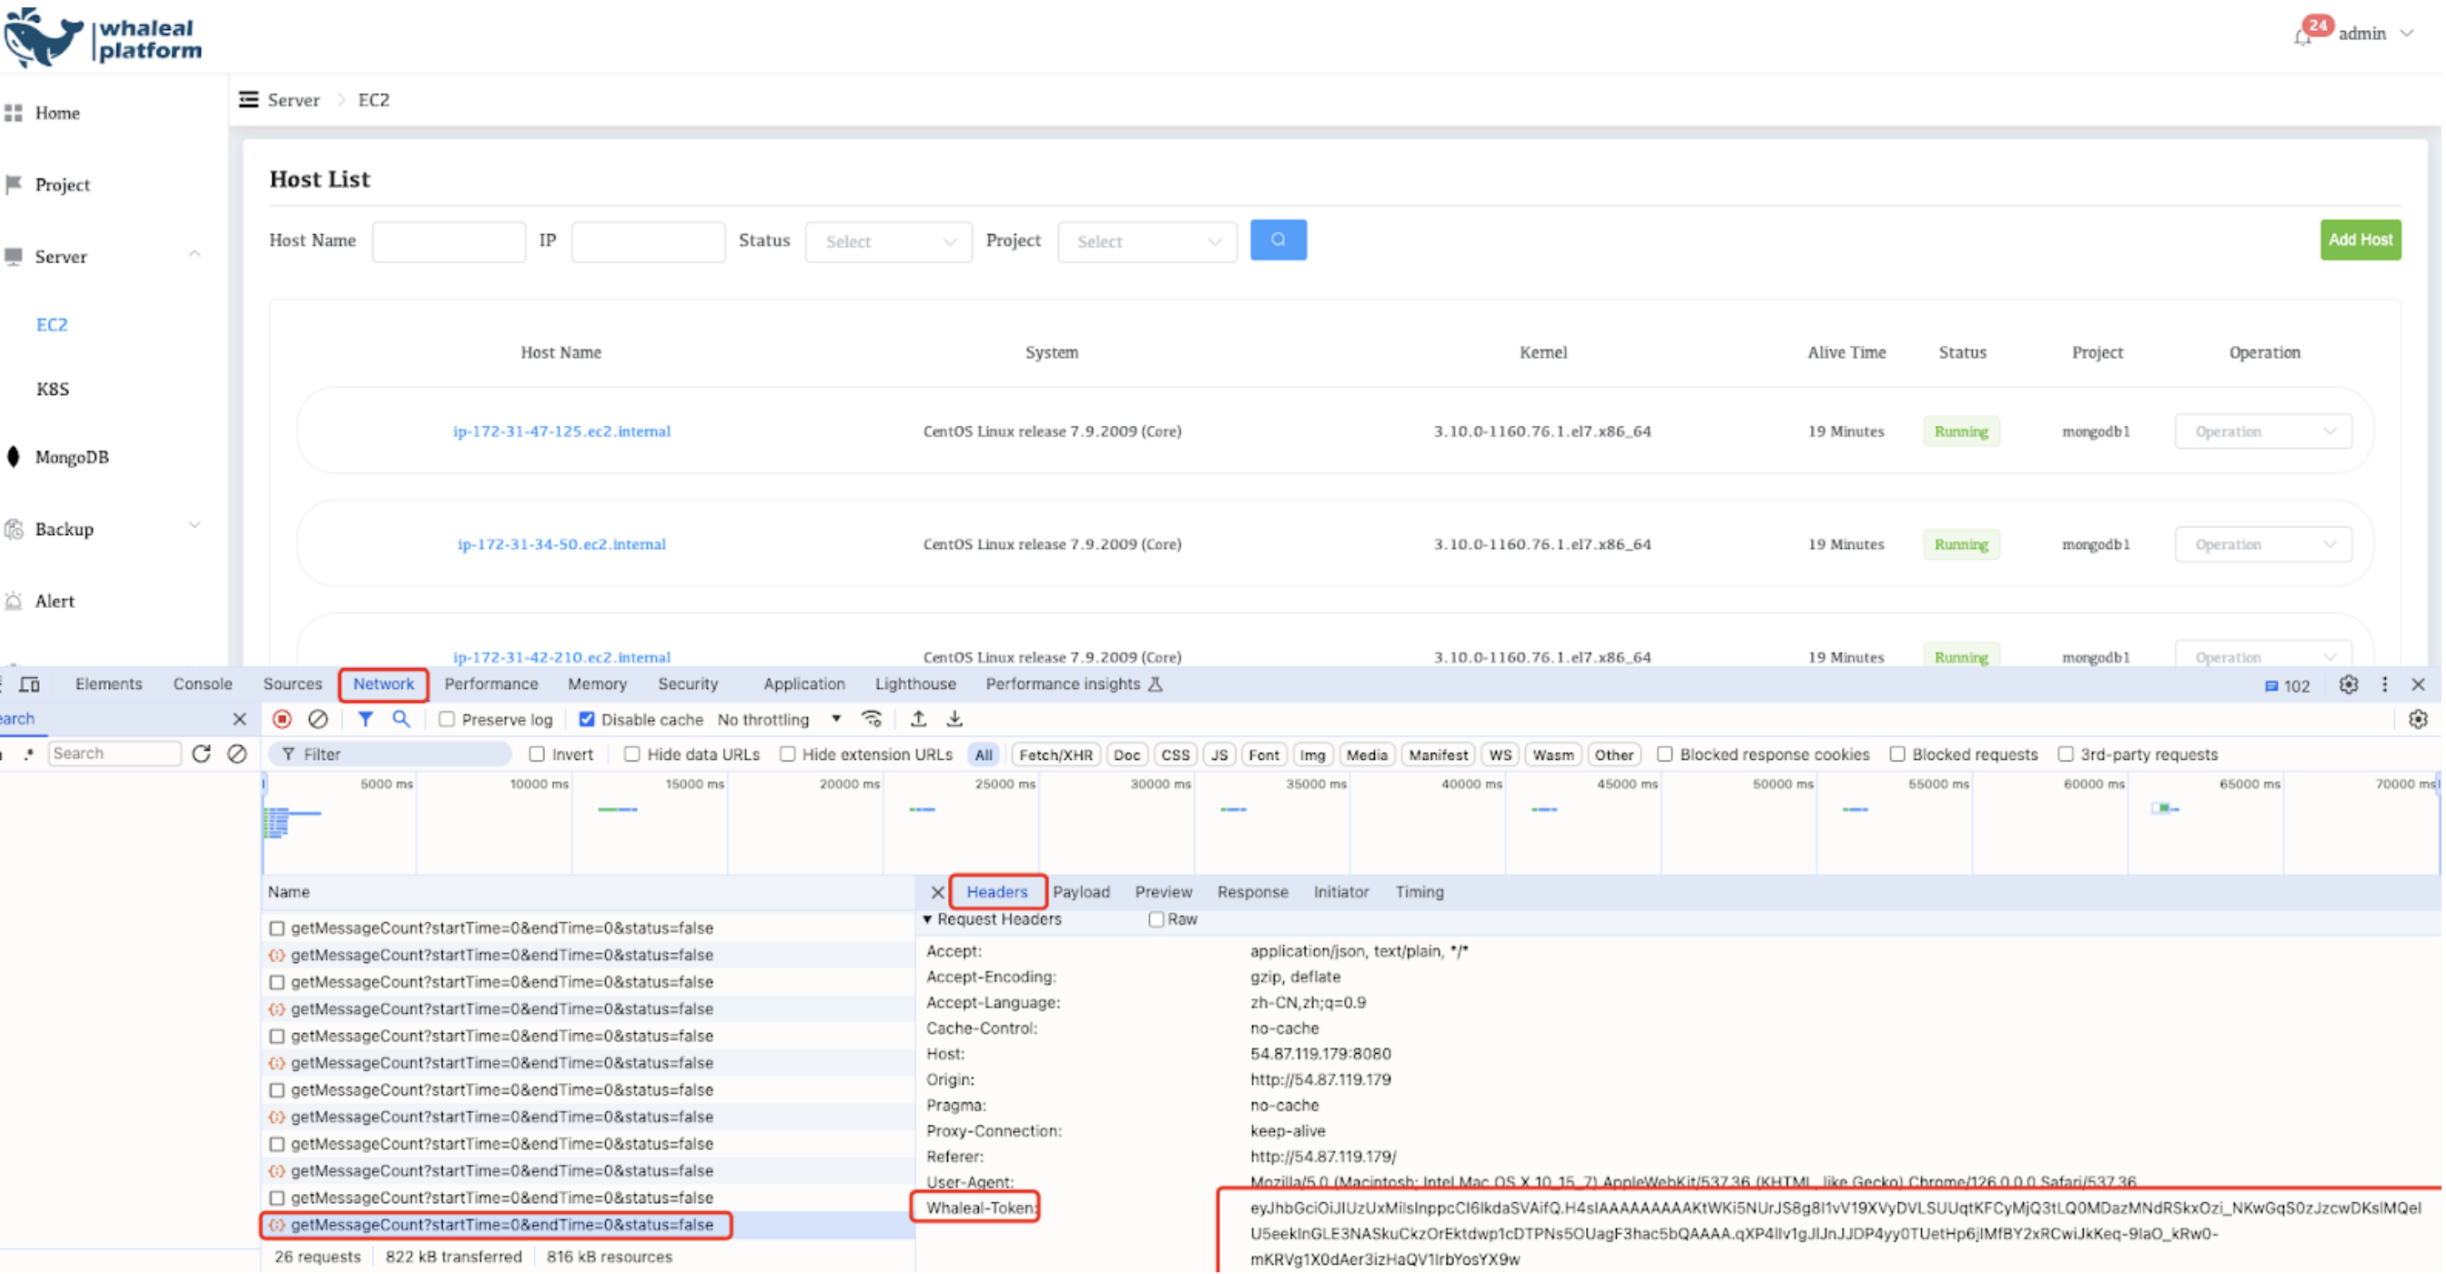 whaleal
platform
24 admin
Home
Project
Server
EC2
K8S
MongoDB
Backup
Alert
Server > EC2
Host List
Host Name IP Status Select Project Select Add Host
Host Name System Kernel Alive Time Status Project Operation
ip-172-31-47-125.ec2.internal CentOS Linux release 7.9.2009 (Core) 3.10.0-1160.76.1.el7.x86_64 19 Minutes Running mongodb1 Operation
ip-172-31-34-50.ec2.internal CentOS Linux release 7.9.2009 (Core) 3.10.0-1160.76.1.el7.x86_64 19 Minutes Running mongodb1 Operation
ip-172-31-42-210.ec2.internal CentOS Linux release 7.9.2009 (Core) 3.10.0-1160.76.1.el7.x86_64 19 Minutes Running mongodb1 Operation
Elements Console Sources Network Performance Memory Security Application Lighthouse Performance insights 102
earch Preserve log Disable cache No throttling
.* Search Filter Invert Hide data URLs Hide extension URLs All Fetch/XHR Doc CSS JS Font Img Media Manifest WS Wasm Other Blocked response cookies Blocked requests 3rd-party requests
5000 ms 10000 ms 15000 ms 20000 ms 25000 ms 30000 ms 35000 ms 40000 ms 45000 ms 50000 ms 55000 ms 60000 ms 65000 ms 70000 ms
Name
getMessageCount?startTime=0&endTime=0&status=false
getMessageCount?startTime=0&endTime=0&status=false
getMessageCount?startTime=0&endTime=0&status=false
getMessageCount?startTime=0&endTime=0&status=false
getMessageCount?startTime=0&endTime=0&status=false
getMessageCount?startTime=0&endTime=0&status=false
getMessageCount?startTime=0&endTime=0&status=false
getMessageCount?startTime=0&endTime=0&status=false
getMessageCount?startTime=0&endTime=0&status=false
getMessageCount?startTime=0&endTime=0&status=false
getMessageCount?startTime=0&endTime=0&status=false
getMessageCount?startTime=0&endTime=0&status=false
26 requests 822 kB transferred 816 kB resources
Headers Payload Preview Response Initiator Timing
Request Headers Raw
Accept: application/json, text/plain, */*
Accept-Encoding: gzip, deflate
Accept-Language: zh-CN,zh;q=0.9
Cache-Control: no-cache
Host: 54.87.119.179:8080
Origin: http://54.87.119.179
Pragma: no-cache
Proxy-Connection: keep-alive
Referer: http://54.87.119.179/
User-Agent: Mozilla/5.0 (Macintosh; Intel Mac OS X 10_15_7) AppleWebKit/537.36 (KHTML, like Gecko) Chrome/126.0.0.0 Safari/537.36
Whaleal-Token: